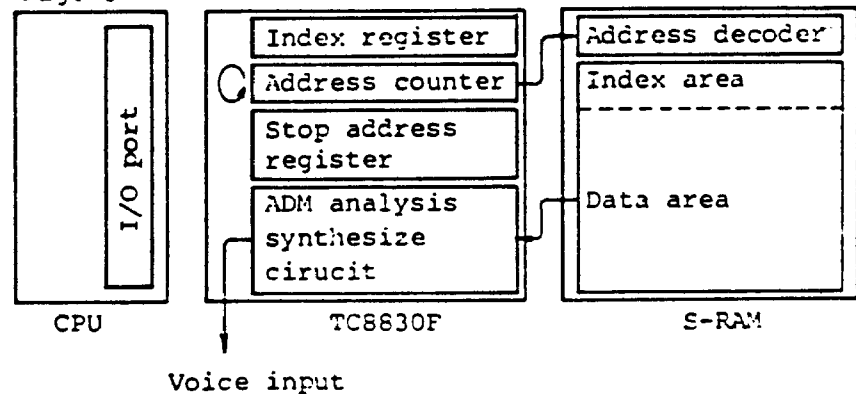 Index register
Address counter
Stop address
register
ADM analysis
synthesize
cirucit
I/O port
Address decoder
Index area
Data area
CPU
TC8830F
S-RAM
Voice input